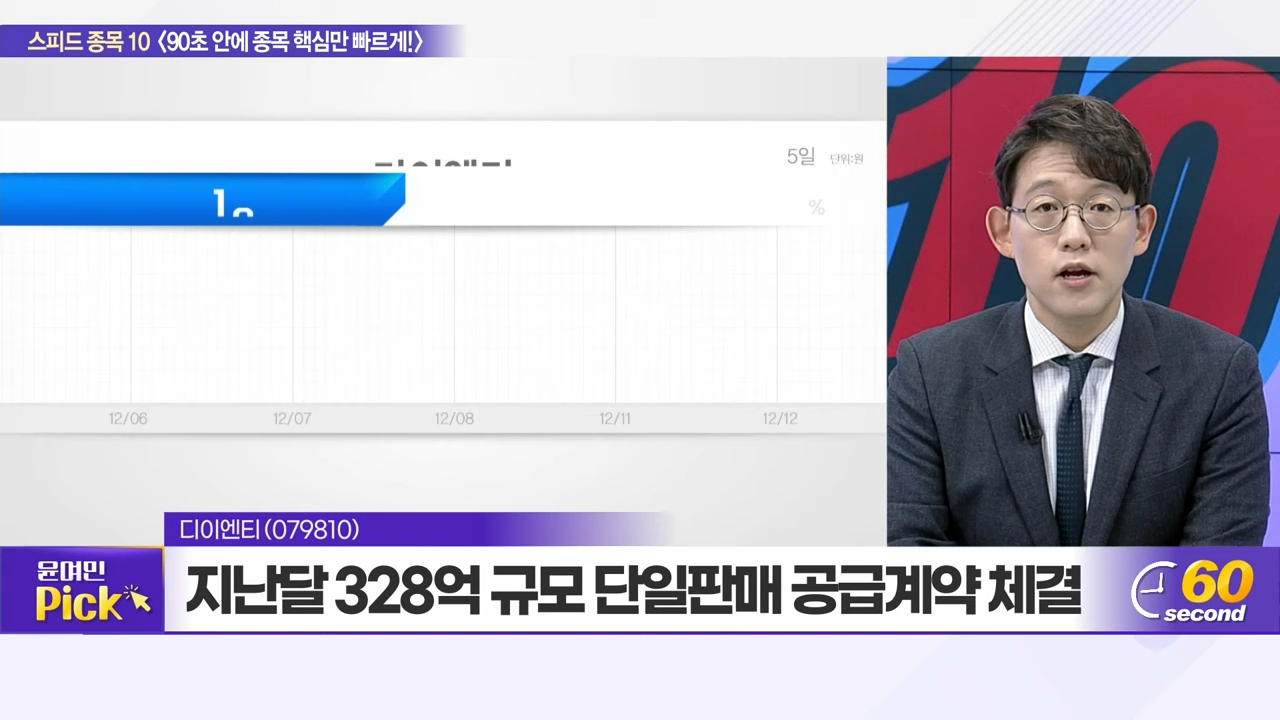 스피드 종목 10 <90초 안에 종목 핵심만 빠르게!>
5일 단위:원
%
12/06 12/07 12/08 12/11 12/12
디이엔티(079810)
윤여민
Pick
지난달 328억 규모 단일판매 공급계약 체결
60
second